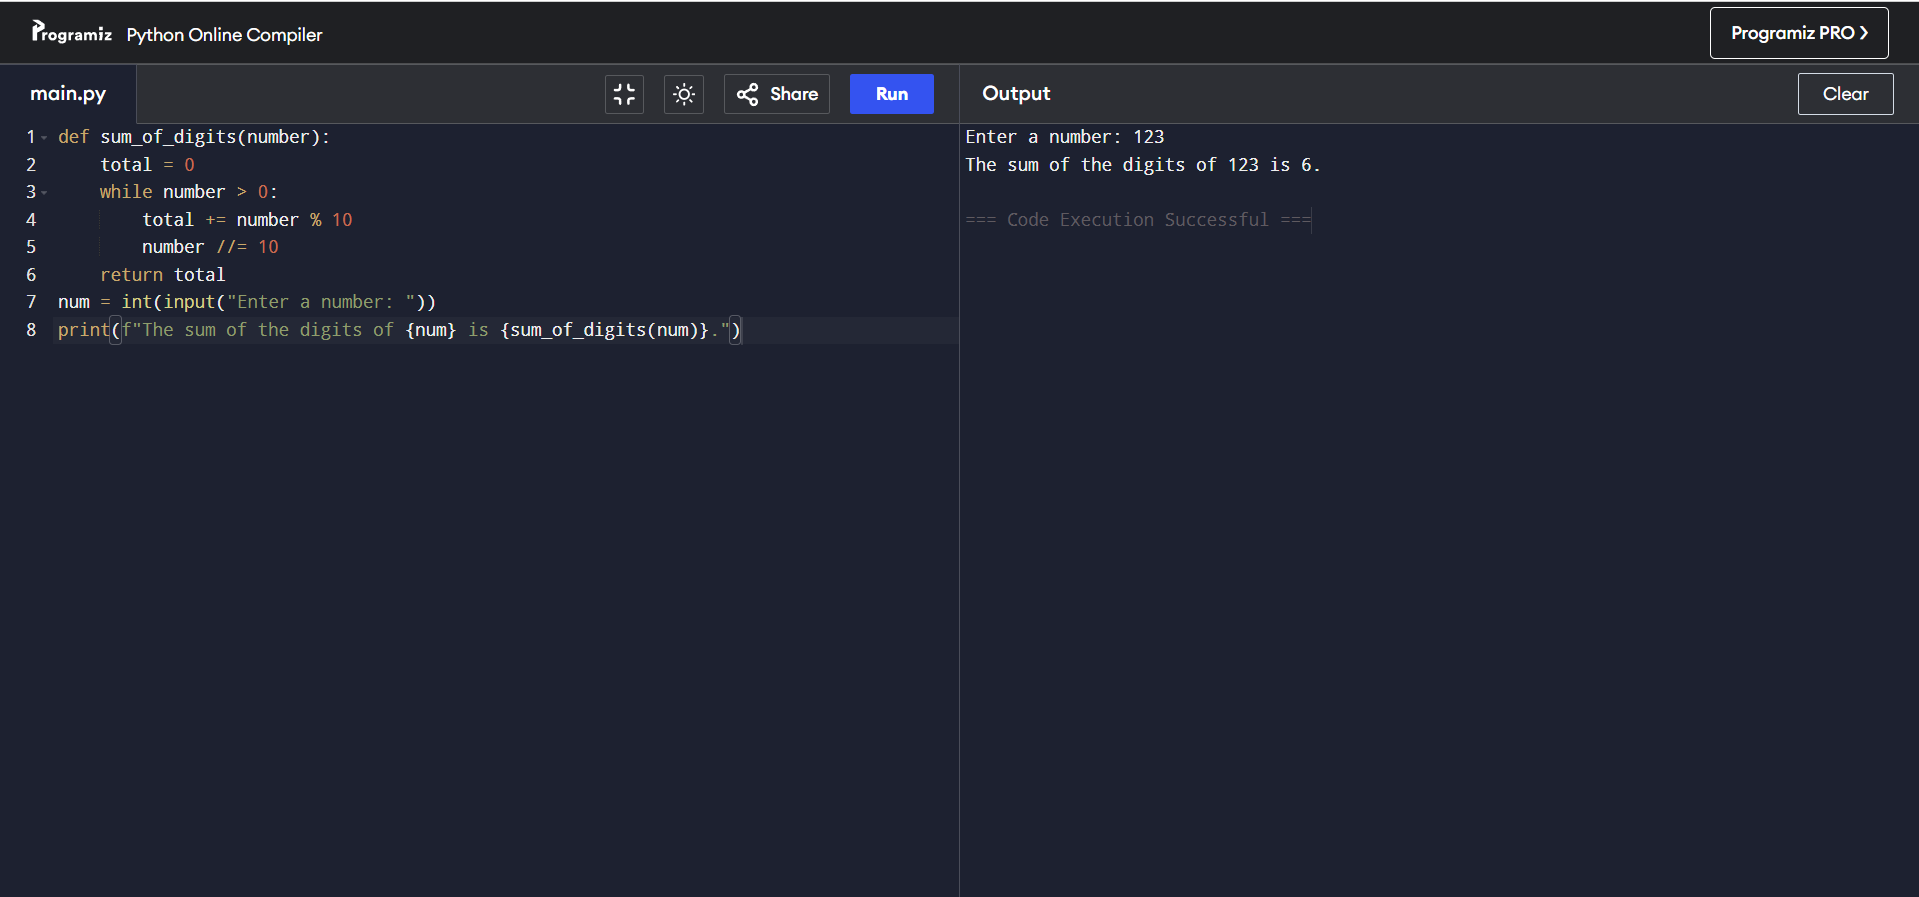 Programiz Python Online Compiler
Programiz PRO ❯
main.py
Share
Run
Output
Clear
1 def sum_of_digits(number):
2     total = 0
3     while number > 0:
4         total += number % 10
5         number //= 10
6     return total
7 num = int(input("Enter a number: "))
8 print(f"The sum of the digits of {num} is {sum_of_digits(num)}.")
Enter a number: 123
The sum of the digits of 123 is 6.
=== Code Execution Successful ===